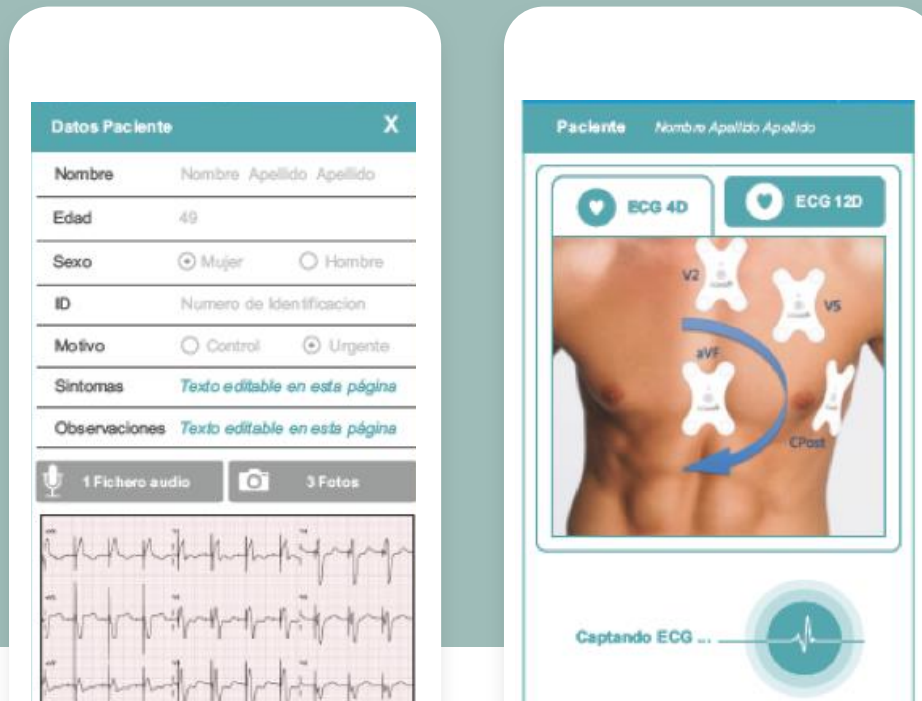 Datos Paciente X
Nombre Nombre Apellido Apellido
Edad 49
Sexo Mujer Hombre
ID Numero de Identificacion
Motivo Control Urgente
Sintomas Texto editable en esta página
Observaciones Texto editable en esta página
1 Fichero audio 3 Fotos
Paciente Nombre Apellido Apellido
ECG 4D ECG 12D
V2
V5
aVF
CPost
Captando ECG ...